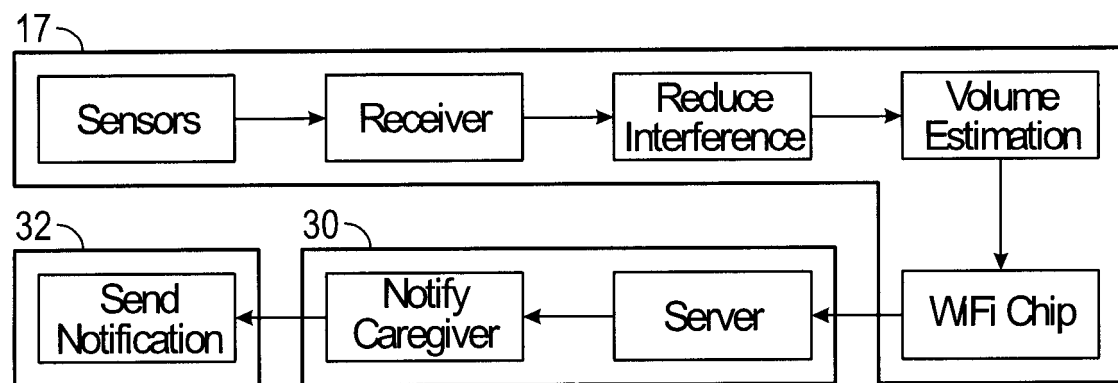 17
Sensors
Receiver
Reduce
Interference
Volume
Estimation
32
30
Send
Notification
Notify
Caregiver
Server
WiFi Chip